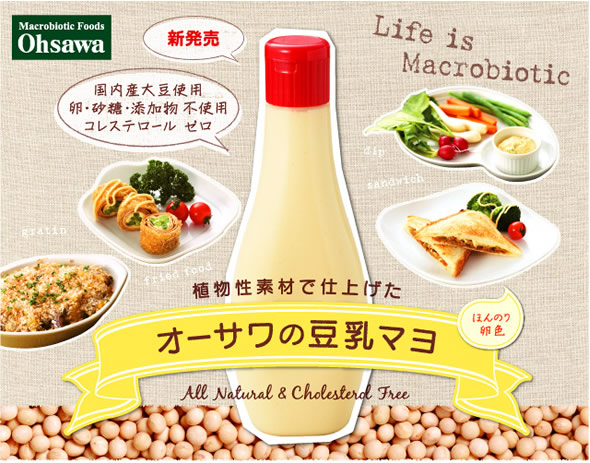 Macrobiotic Foods
Ohsawa
新発売
Life is
Macrobiotic
国内産大豆使用
卵・砂糖・添加物 不使用
コレステロール ゼロ
dip
sandwich
gratin
fried food
植物性素材で仕上げた
オーサワの豆乳マヨ
ほんのり
卵色
All Natural & Cholesterol Free